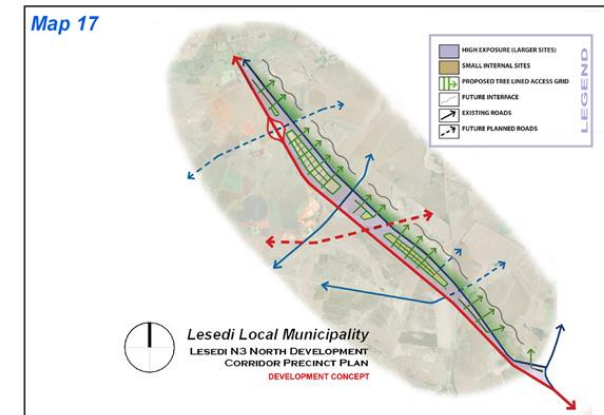 Map 17
HIGH EXPOSURE (LARGER SITES)
SMALL INTERNAL SITES
PROPOSED TREE LINED ACCESS GRID
FUTURE INTERFACE
EXISTING ROADS
FUTURE PLANNED ROADS
LEGEND
Lesedi Local Municipality
LESEDI N3 NORTH DEVELOPMENT
CORRIDOR PRECINCT PLAN
DEVELOPMENT CONCEPT